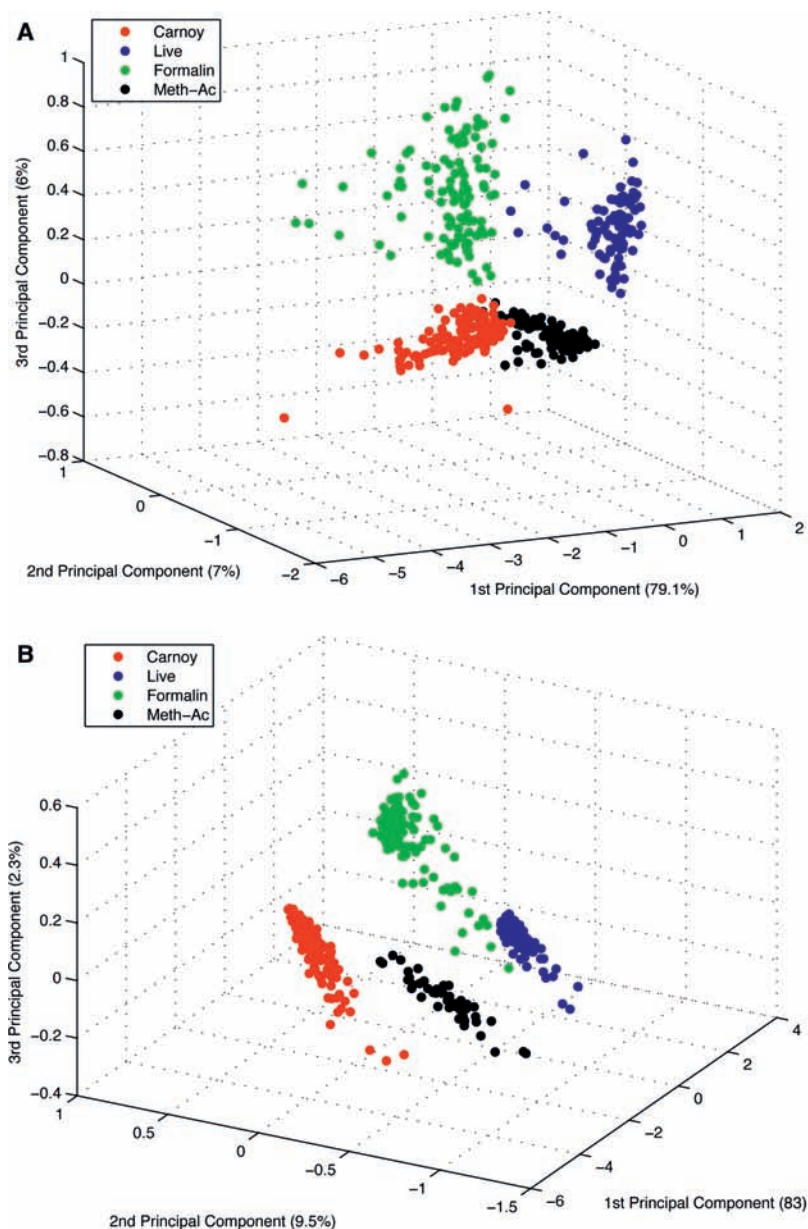 A
Carnoy
Live
Formalin
Meth-Ac
1
0.8
0.6
0.4
0.2
0
−0.2
−0.4
−0.6
−0.8
3rd Principal Component (6%)
1
0
−1
−2
2nd Principal Component (7%)
−6
−5
−4
−3
−2
−1
0
1
2
1st Principal Component (79.1%)
B
Carnoy
Live
Formalin
Meth-Ac
0.6
0.4
0.2
0
−0.2
−0.4
3rd Principal Component (2.3%)
1
0.5
0
−0.5
−1
−1.5
2nd Principal Component (9.5%)
−6
−4
−2
0
2
4
1st Principal Component (83)